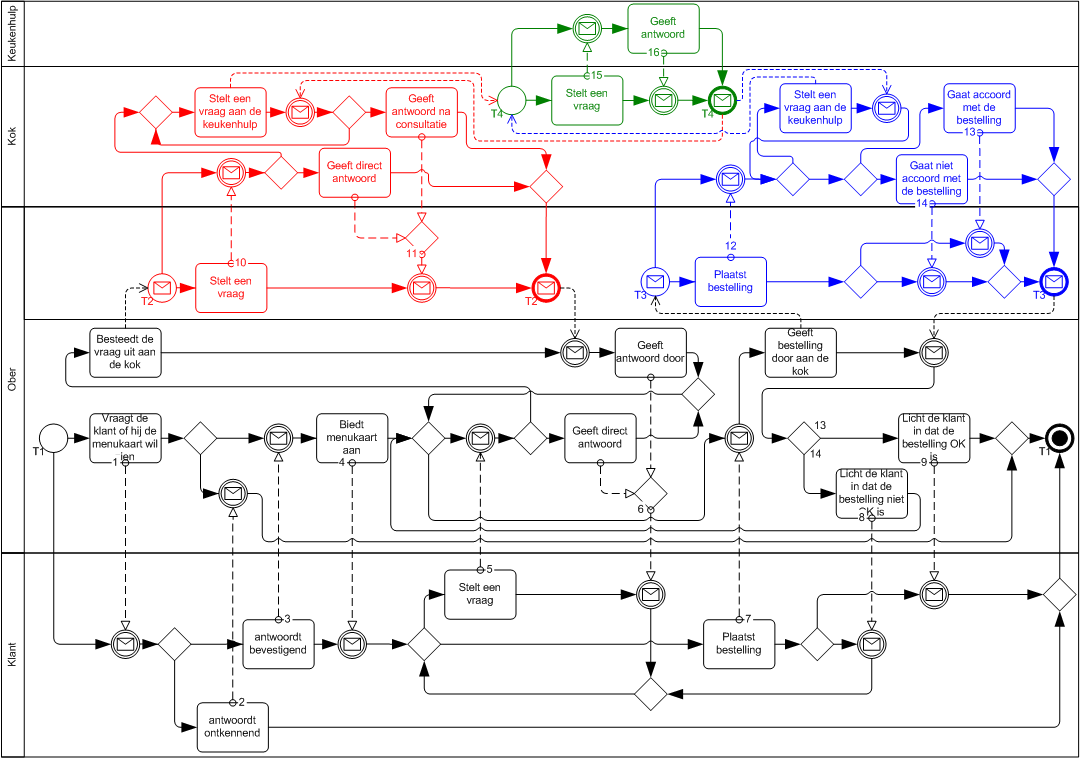 Keukenhulp
Geeft
antwoord
16
15
Stelt een
vraag
T4
T4
Kok
Stelt een
vraag aan de
keukenhulp
Geeft
antwoord na
consultatie
Stelt een
vraag aan de
keukenhulp
Gaat accoord
met de
bestelling
13
Geeft direct
antwoord
Gaat niet
accoord met
de bestelling
14
11
12
10
Stelt een
vraag
T2
T2
Plaatst
bestelling
T3
T3
Ober
Besteedt de
vraag uit aan
de kok
Geeft
antwoord door
Geeft
bestelling
door aan de
kok
T1
Vraagt de
klant of hij de
menukaart wil
ien
1
Biedt
menukaart
aan
4
Geeft direct
antwoord
6
13
14
Licht de klant
in dat de
bestelling OK
is
9
T1
Licht de klant
in dat de
bestelling niet
OK is
8
Klant
5
Stelt een
vraag
3
antwoordt
bevestigend
7
Plaatst
bestelling
2
antwoordt
ontkennend